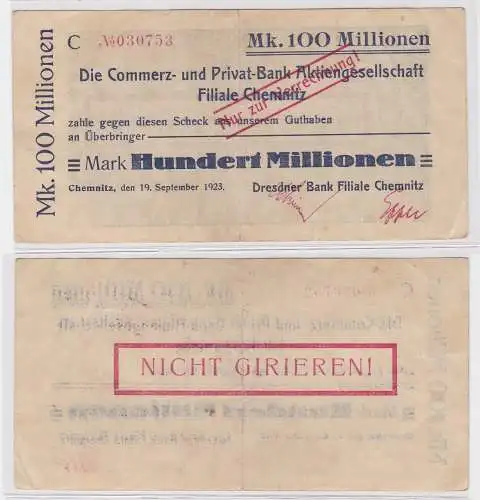 Mk. 100 Millionen
C №030753
Mk. 100 Millionen
Nur zur Verrechnung!
Die Commerz- und Privat-Bank Aktiengesellschaft
Filiale Chemnitz
zahle gegen diesen Scheck aus unserem Guthaben
an Überbringer
Mark Hundert Millionen
Chemnitz, den 19. September 1923.
Dresdner Bank Filiale Chemnitz
NICHT GIRIEREN!